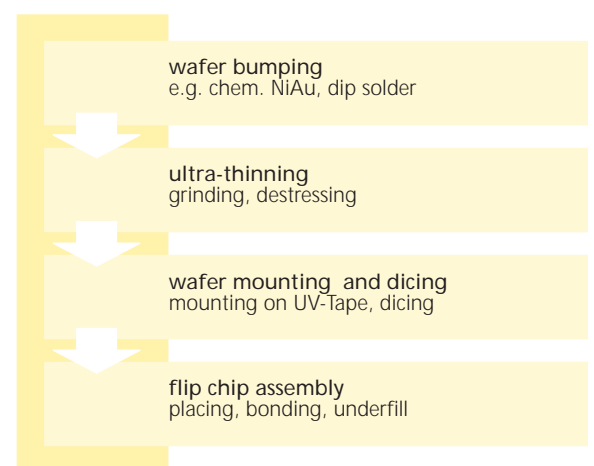 wafer bumping
e.g. chem. NiAu, dip solder
ultra-thinning
grinding, destressing
wafer mounting and dicing
mounting on UV-Tape, dicing
flip chip assembly
placing, bonding, underfill